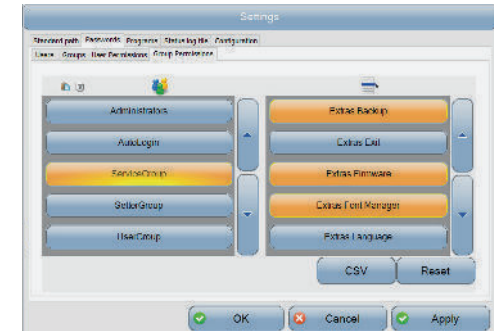 Settings
Standard path Passwords Programs Status log file Configuration
Users Groups User Permissions Group Permissions
Administrators
Extras Backup
AutoLogin
Extras Exit
ServiceGroup
Extras Firmware
SetterGroup
Extras Font Manager
UserGroup
Extras Language
CSV Reset
OK Cancel Apply